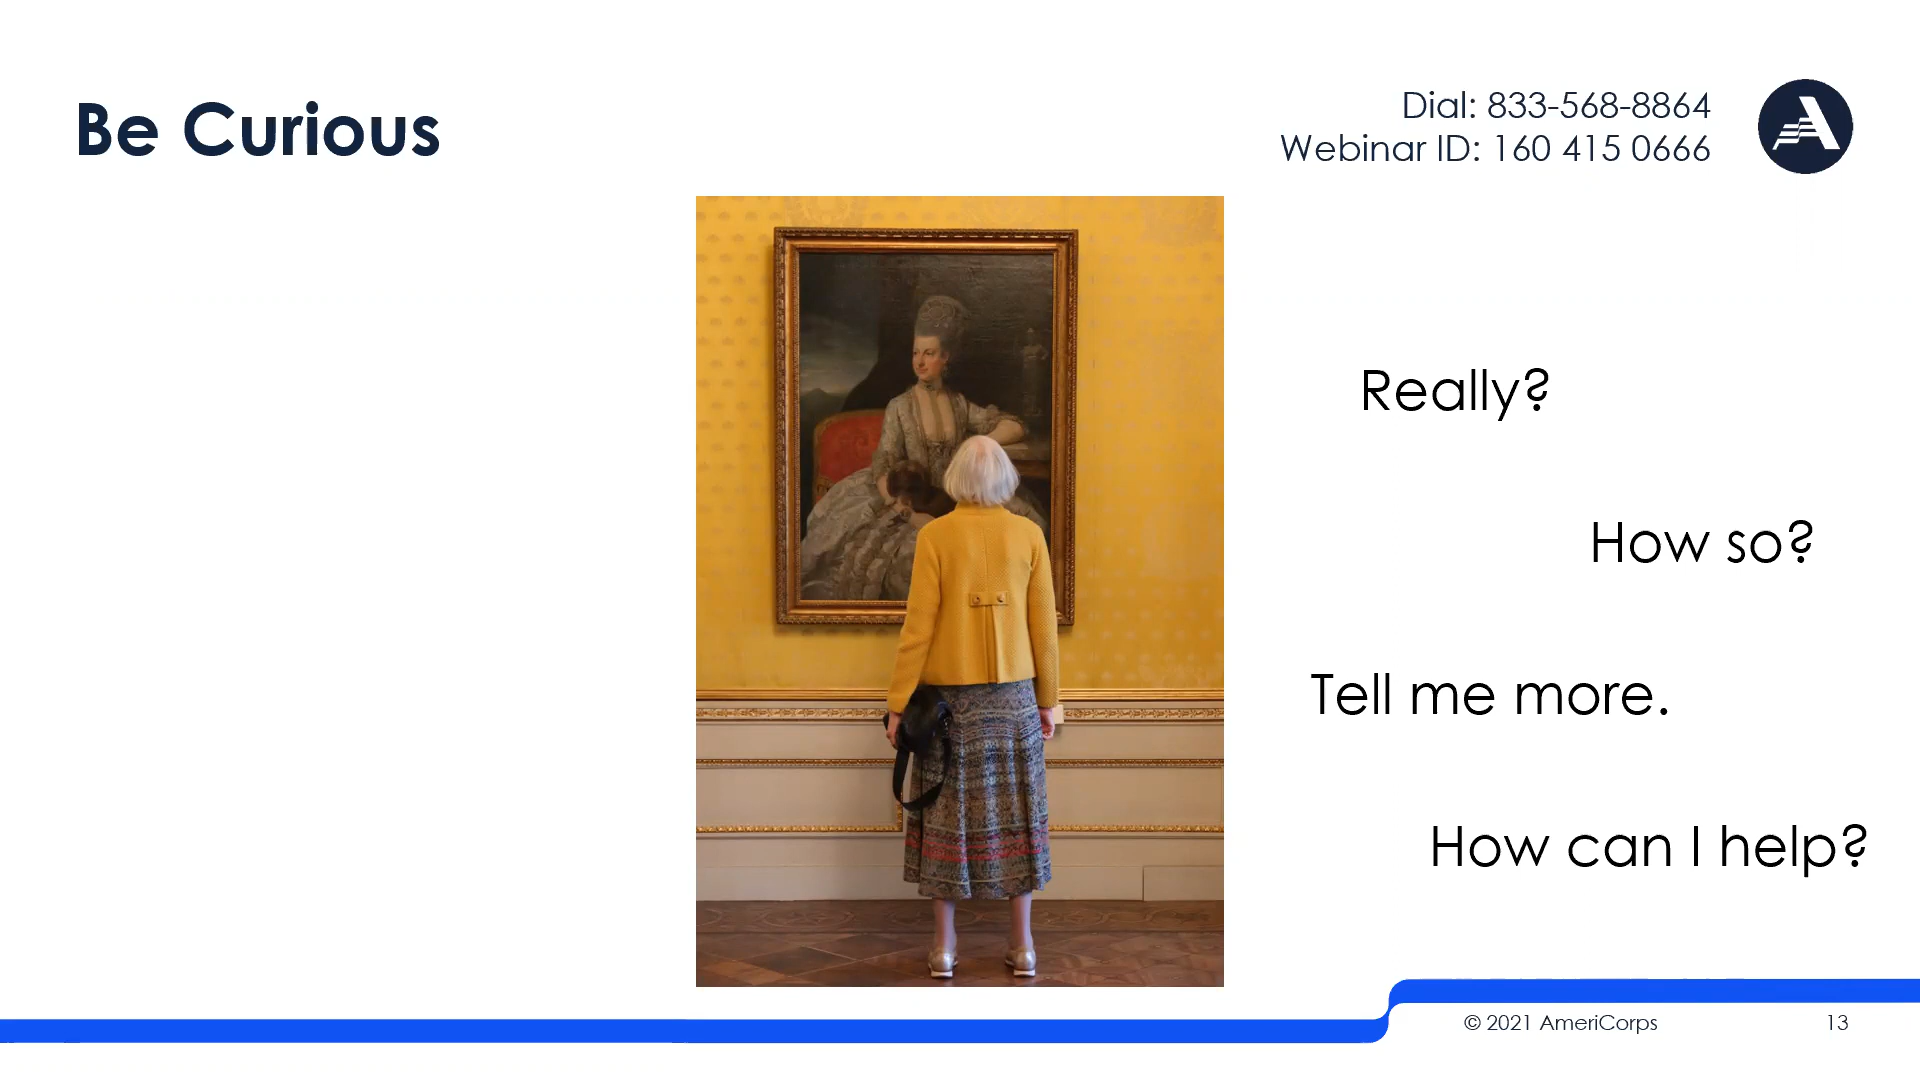 Be Curious
Dial: 833-568-8864
Webinar ID: 160 415 0666
Really?
How so?
Tell me more.
How can I help?
© 2021 AmeriCorps
13